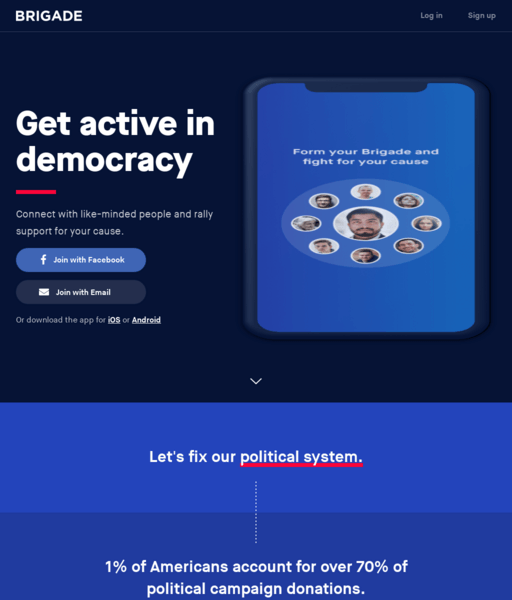 BRIGADE
Log in
Sign up
Get active in
democracy
Connect with like-minded people and rally
support for your cause.
Join with Facebook
Join with Email
Or download the app for iOS or Android
Form your Brigade and
fight for your cause
Let's fix our political system.
1% of Americans account for over 70% of
political campaign donations.